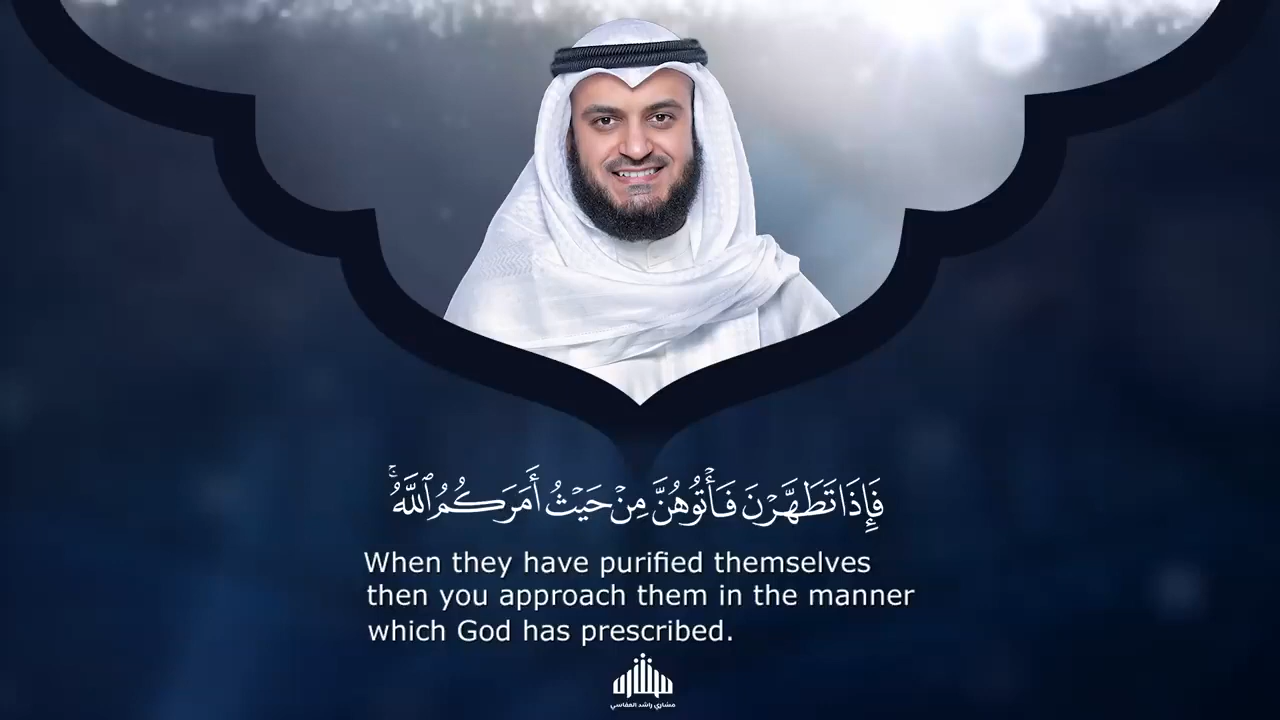 فَإِذَا تَطَهَّرْنَ فَأْتُوهُنَّ مِنْ حَيْثُ أَمَرَكُمُ ٱللَّهُ ۚ
When they have purified themselves
then you approach them in the manner
which God has prescribed.
مشاري راشد العفاسي